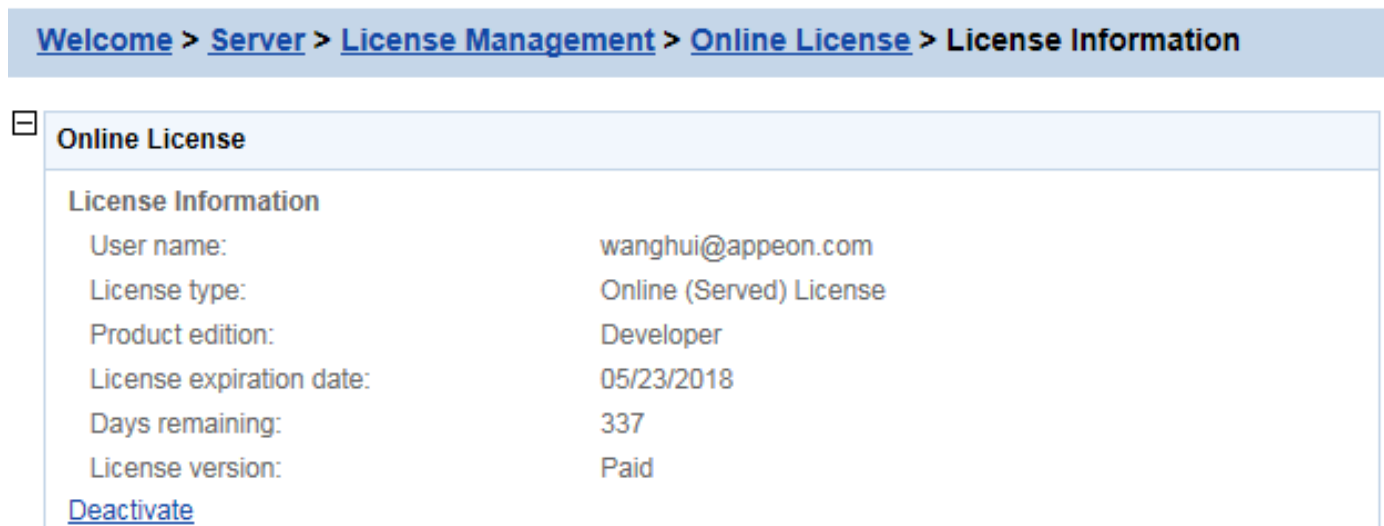 Welcome > Server > License Management > Online License > License Information
Online License
License Information
User name: wanghui@appeon.com
License type: Online (Served) License
Product edition: Developer
License expiration date: 05/23/2018
Days remaining: 337
License version: Paid
Deactivate